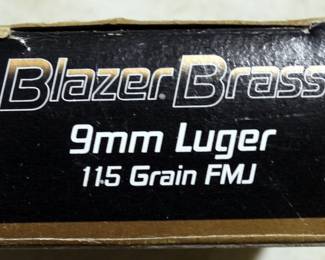 Blazer Brass
9mm Luger
115 Grain FMJ